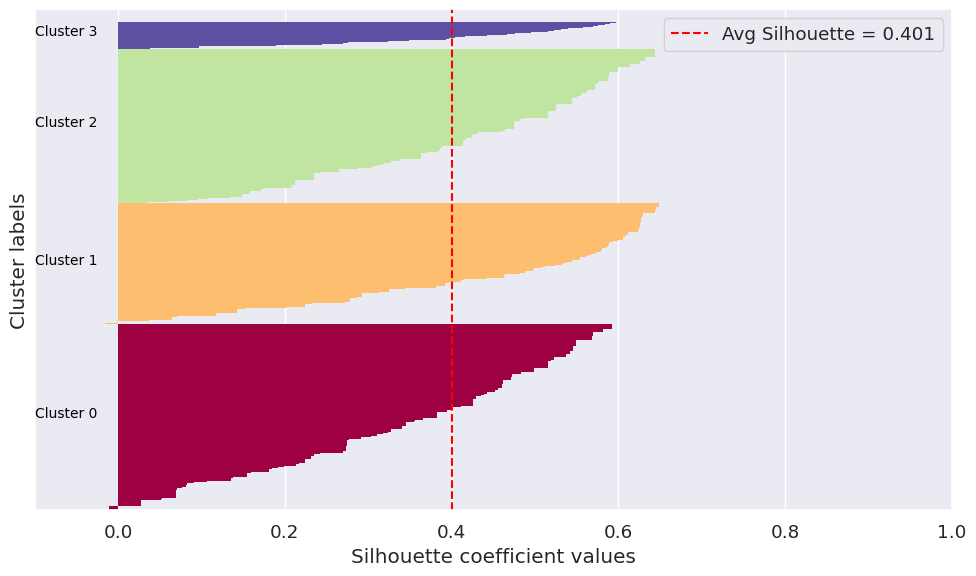 Cluster 3
Avg Silhouette = 0.401
Cluster 2
Cluster 1
Cluster 0
Cluster labels
0.0 0.2 0.4 0.6 0.8 1.0
Silhouette coefficient values